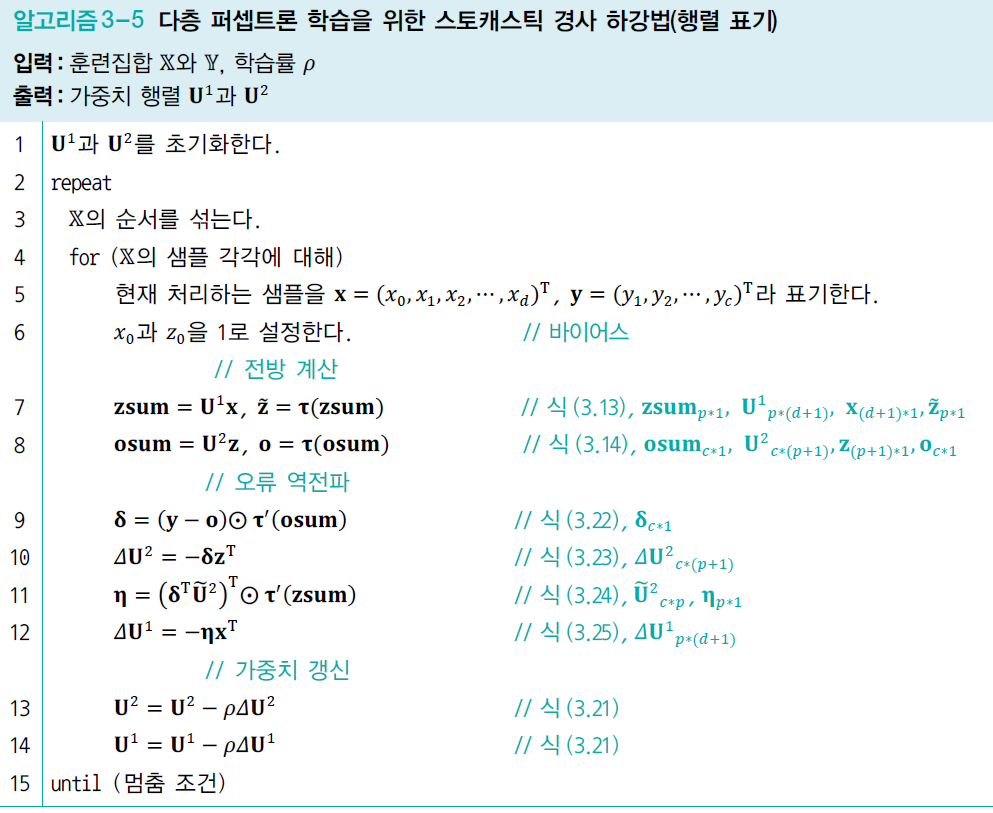 알고리즘 3-5 다층 퍼셉트론 학습을 위한 스토캐스틱 경사 하강법(행렬 표기)
입력: 훈련집합 𝕏와 𝕐, 학습률 ρ
출력: 가중치 행렬 U¹과 U²
1 U¹과 U²를 초기화한다.
2 repeat
3 𝕏의 순서를 섞는다.
4 for (𝕏의 샘플 각각에 대해)
5 현재 처리하는 샘플을 x = (x₀, x₁, x₂, ⋯, x_d)ᵀ, y = (y₁, y₂, ⋯, y_c)ᵀ라 표기한다.
6 x₀과 z₀을 1로 설정한다. // 바이어스
// 전방 계산
7 zsum = U¹x, z̃ = τ(zsum) // 식(3.13), zsum_{p*1}, U¹_{p*(d+1)}, x_{(d+1)*1}, z̃_{p*1}
8 osum = U²z, o = τ(osum) // 식(3.14), osum_{c*1}, U²_{c*(p+1)}, z_{(p+1)*1}, o_{c*1}
// 오류 역전파
9 δ = (y − o)⊙τ′(osum) // 식(3.22), δ_{c*1}
10 ΔU² = −δzᵀ // 식(3.23), ΔU²_{c*(p+1)}
11 η = (δᵀŨ²)ᵀ⊙τ′(zsum) // 식(3.24), Ũ²_{c*p}, η_{p*1}
12 ΔU¹ = −ηxᵀ // 식(3.25), ΔU¹_{p*(d+1)}
// 가중치 갱신
13 U² = U² − ρΔU² // 식(3.21)
14 U¹ = U¹ − ρΔU¹ // 식(3.21)
15 until (멈춤 조건)